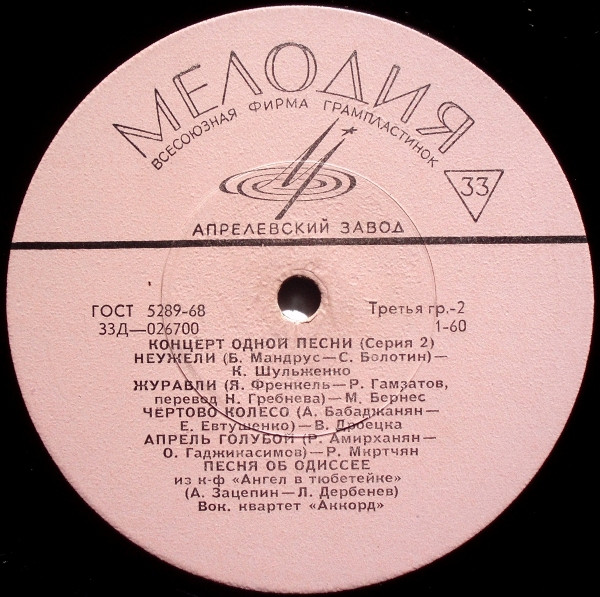 МЕЛОДИЯ
ВСЕСОЮЗНАЯ ФИРМА ГРАМПЛАСТИНОК
33
АПРЕЛЕВСКИЙ ЗАВОД
ГОСТ 5289-68 Третья гр.-2
33Д—026700 1-60
КОНЦЕРТ ОДНОЙ ПЕСНИ (Серия 2)
НЕУЖЕЛИ (Б. Мандрус—С. Болотин)—
К. Шульженко
ЖУРАВЛИ (Я. Френкель—Р. Гамзатов,
перевод Н. Гребнева)—М. Бернес
ЧЕРТОВО КОЛЕСО (А. Бабаджанян—
Е. Евтушенко)—В. Дроецка
АПРЕЛЬ ГОЛУБОЙ (Р. Амирханян—
О. Гаджикасимов)—Р. Мкртчян
ПЕСНЯ ОБ ОДИССЕЕ
из к-ф «Ангел в тюбетейке»
(А. Зацепин—Л. Дербенев)
Вок. квартет «Аккорд»